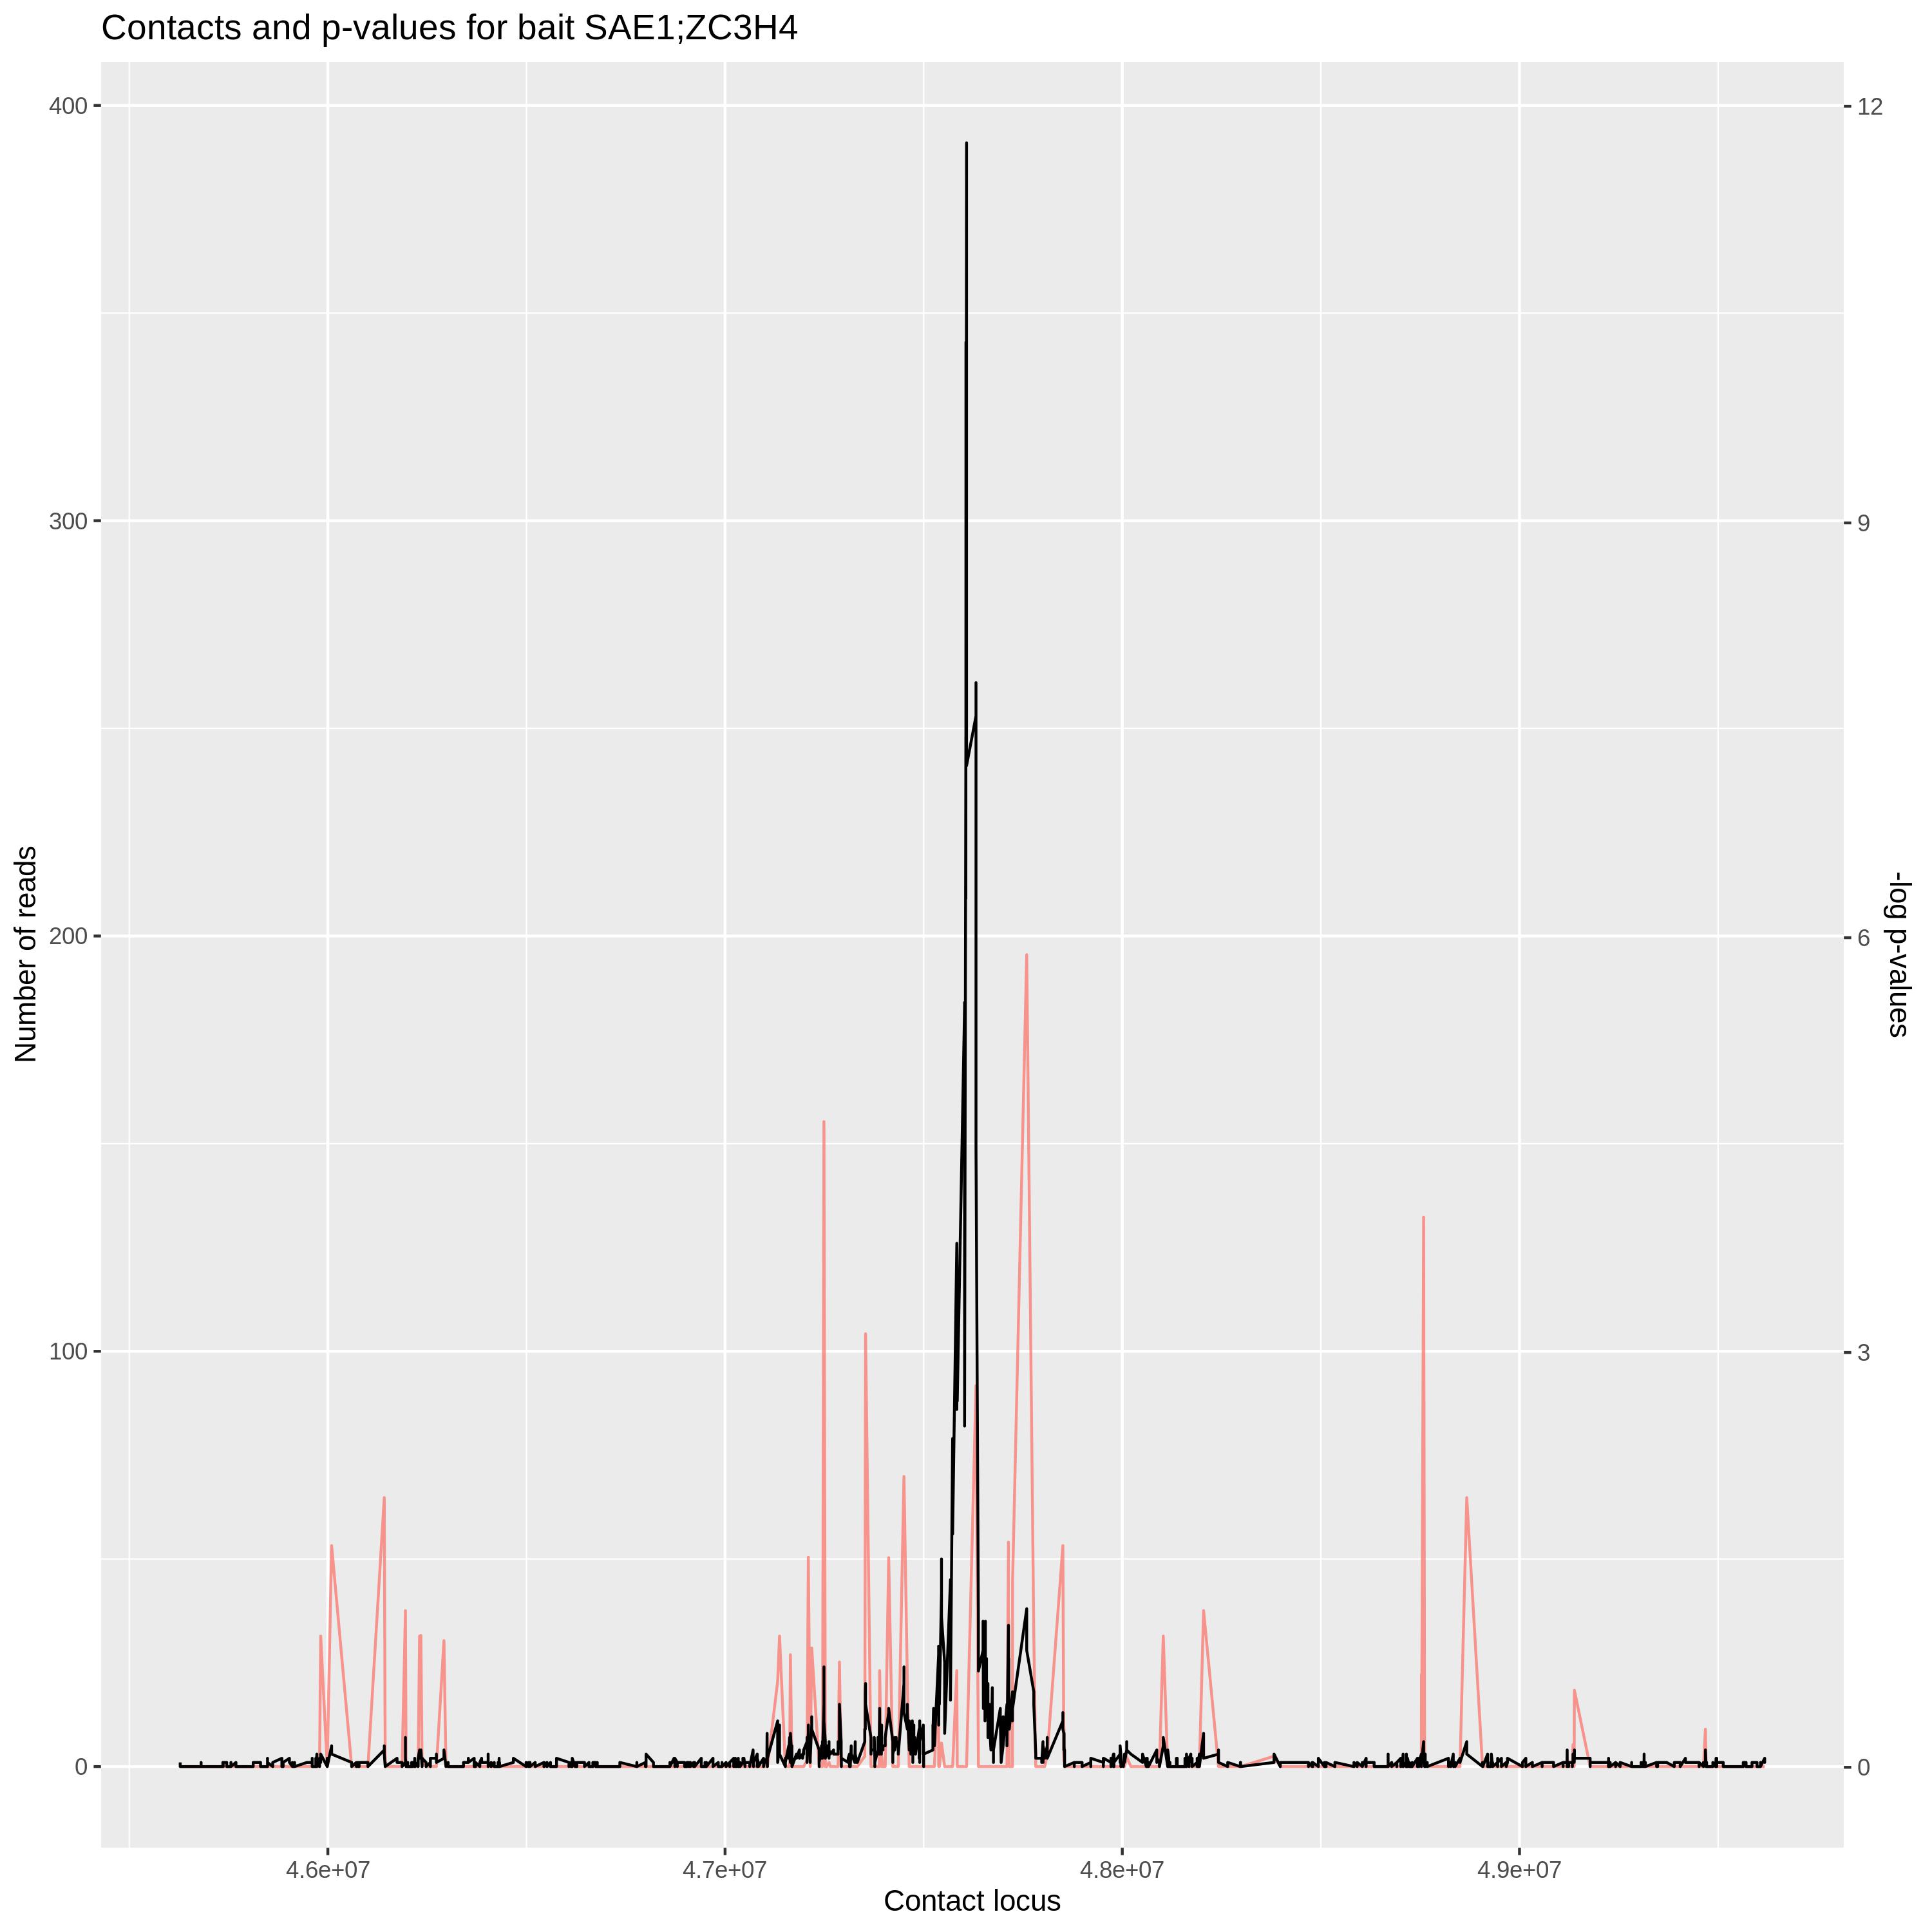 Contacts and p-values for bait SAE1;ZC3H4
400
300
200
100
0
Number of reads
12
9
6
3
0
-log p-values
4.6e+07 4.7e+07 4.8e+07 4.9e+07
Contact locus